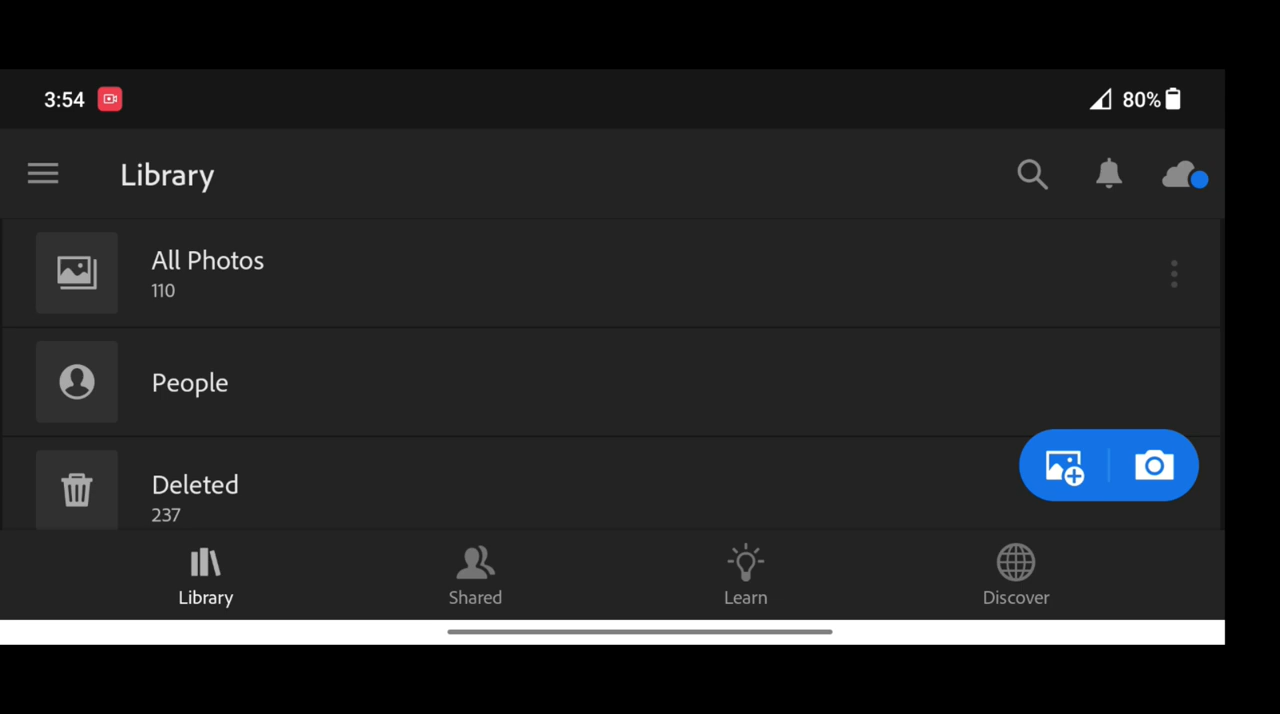 3:54
80%
Library
All Photos
110
People
Deleted
237
Library
Shared
Learn
Discover